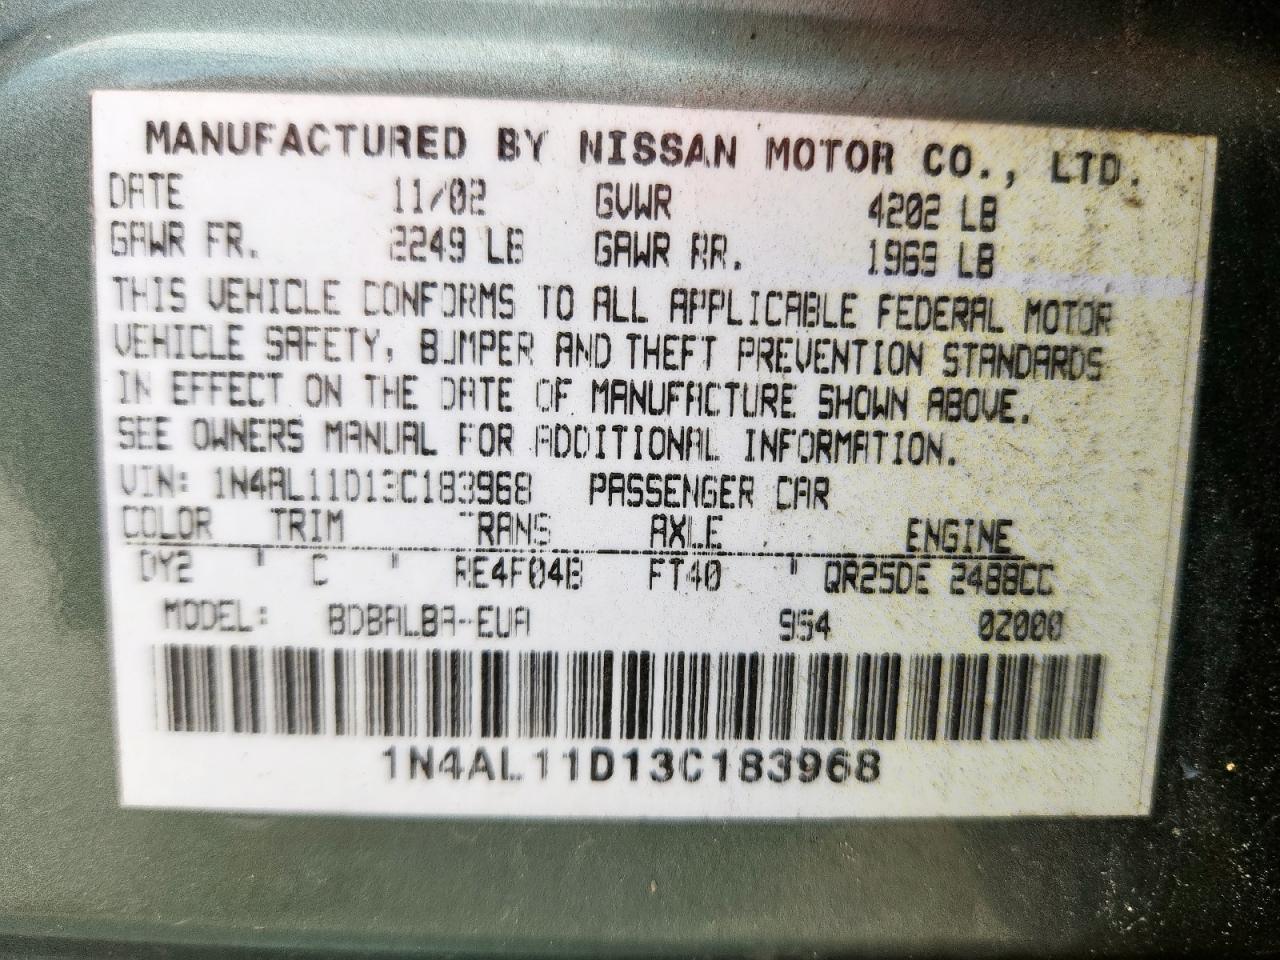 MANUFACTURED BY NISSAN MOTOR CO., LTD.
DATE 11/02 GVWR 4202 LB
GAWR FR. 2249 LB GAWR RR. 1969 LB
THIS VEHICLE CONFORMS TO ALL APPLICABLE FEDERAL MOTOR
VEHICLE SAFETY, BUMPER AND THEFT PREVENTION STANDARDS
IN EFFECT ON THE DATE OF MANUFACTURE SHOWN ABOVE.
SEE OWNERS MANUAL FOR ADDITIONAL INFORMATION.
VIN: 1N4AL11D13C183968 PASSENGER CAR
COLOR TRIM TRANS AXLE ENGINE
DY2 ' C ' RE4F04B FT40 ' QR25DE 2488CC
MODEL: BDBALBA-EUA 954 0Z000
1N4AL11D13C183968